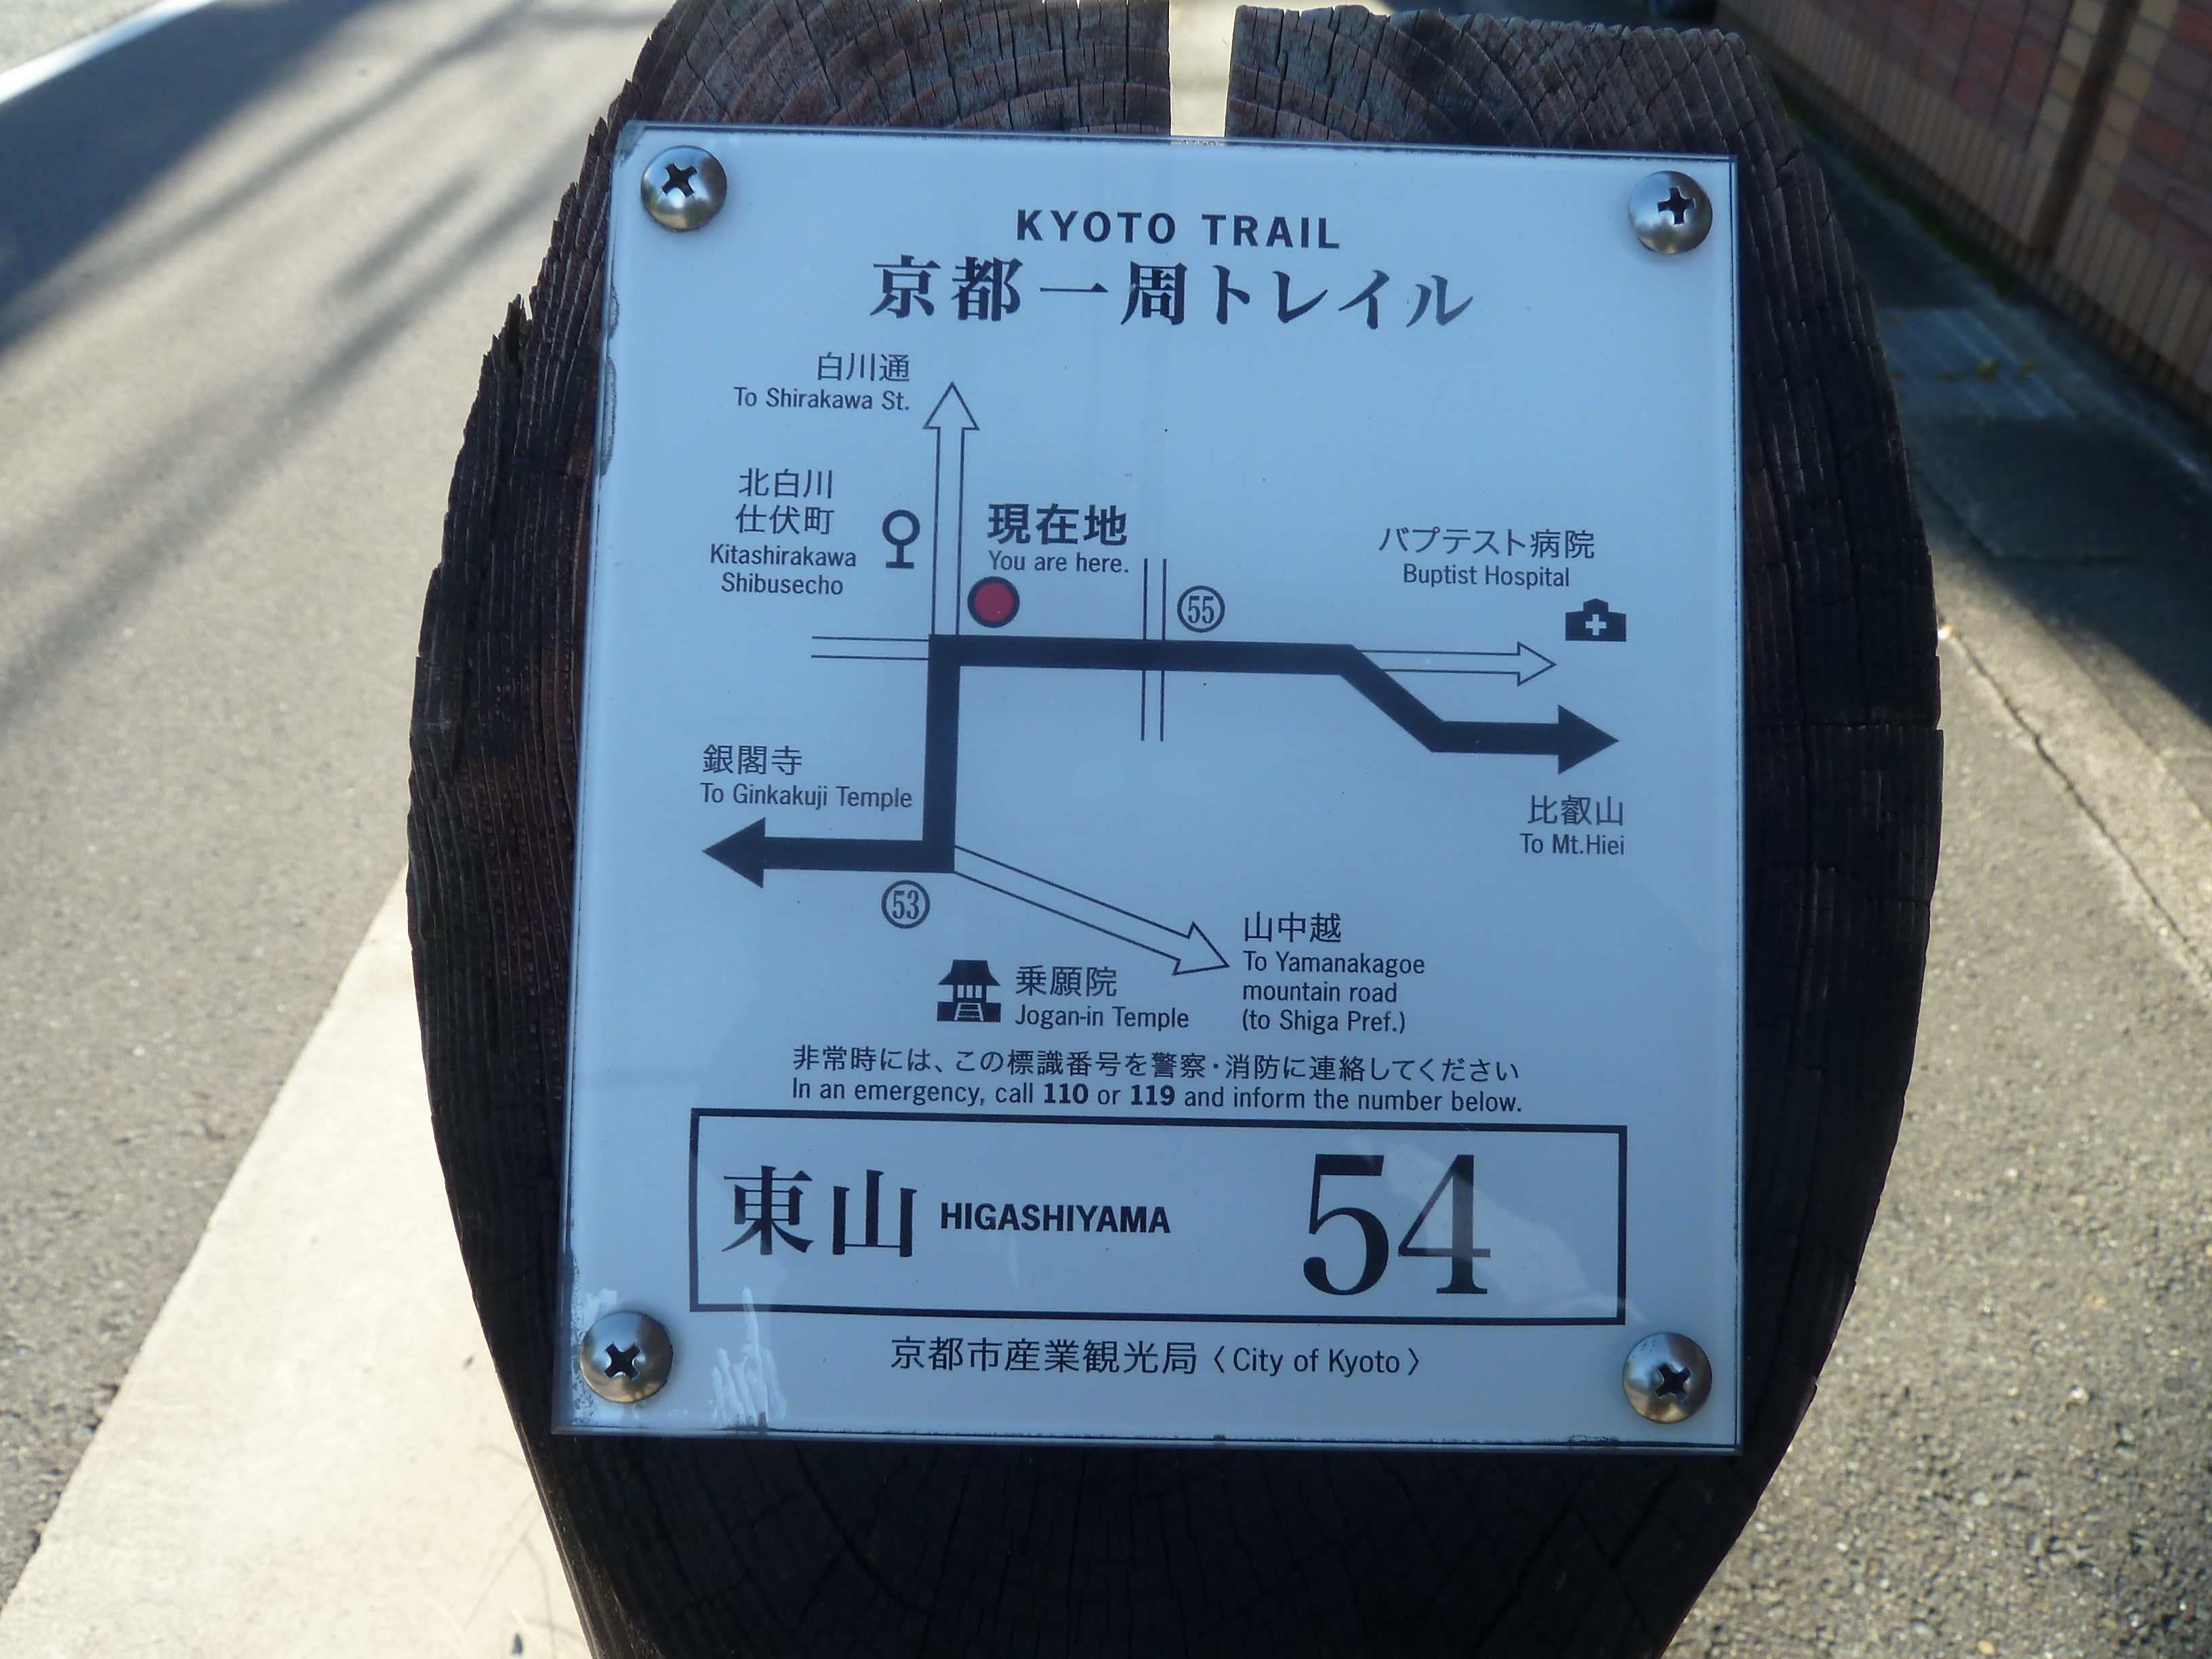 KYOTO TRAIL
京都一周トレイル
白川通
To Shirakawa St.
北白川
仕伏町
Kitashirakawa
Shibusecho
現在地
You are here.
55
バプテスト病院
Buptist Hospital
銀閣寺
To Ginkakuji Temple
比叡山
To Mt.Hiei
53
山中越
To Yamanakagoe
mountain road
(to Shiga Pref.)
乗願院
Jogan-in Temple
非常時には、この標識番号を警察・消防に連絡してください
In an emergency, call 110 or 119 and inform the number below.
東山 HIGASHIYAMA 54
京都市産業観光局〈City of Kyoto〉